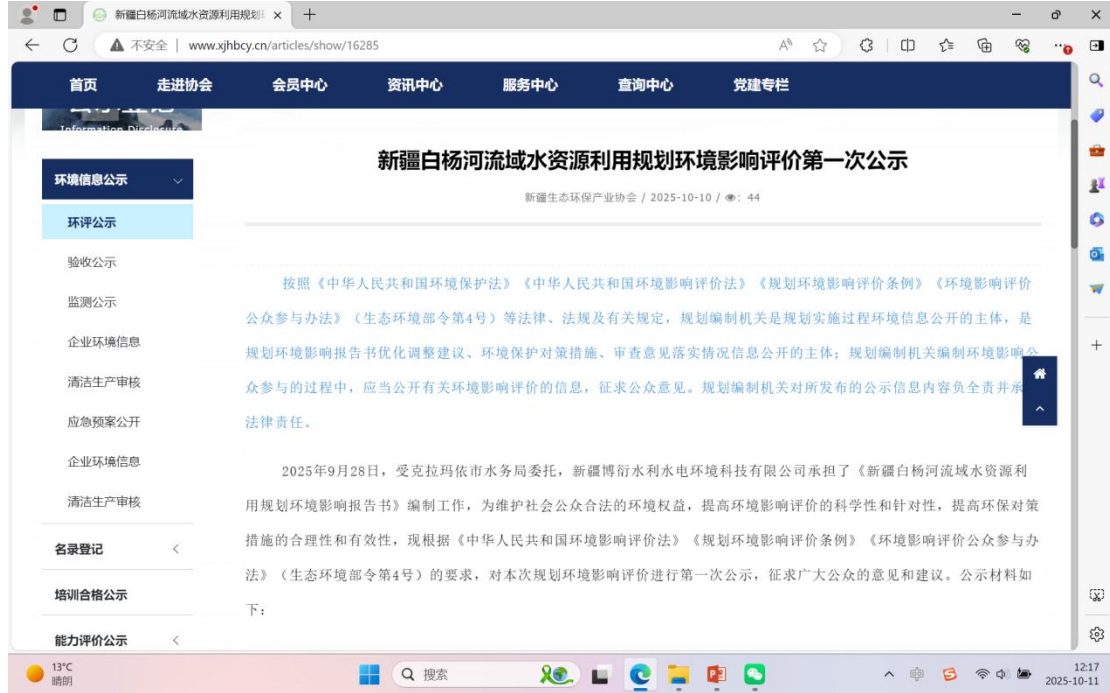 新疆白杨河流域水资源利用规划环
不安全 | www.xjhbcy.cn/articles/show/16285
首页 走进协会 会员中心 资讯中心 服务中心 查询中心 党建专栏
Information Disclosure
环境信息公示
环评公示
验收公示
监测公示
企业环境信息
清洁生产审核
应急预案公开
企业环境信息
清洁生产审核
名录登记
培训合格公示
能力评价公示
新疆白杨河流域水资源利用规划环境影响评价第一次公示
新疆生态环保产业协会 / 2025-10-10 / : 44
按照《中华人民共和国环境保护法》《中华人民共和国环境影响评价法》《规划环境影响评价条例》《环境影响评价
公众参与办法》（生态环境部令第4号）等法律、法规及有关规定，规划编制机关是规划实施过程环境信息公开的主体，是
规划环境影响报告书优化调整建议、环境保护对策措施、审查意见落实情况信息公开的主体；规划编制机关编制环境影响公
众参与的过程中，应当公开有关环境影响评价的信息，征求公众意见。规划编制机关对所发布的公示信息内容负全责并承
法律责任。
2025年9月28日，受克拉玛依市水务局委托，新疆博衍水利水电环境科技有限公司承担了《新疆白杨河流域水资源利
用规划环境影响报告书》编制工作，为维护社会公众合法的环境权益，提高环境影响评价的科学性和针对性，提高环保对策
措施的合理性和有效性，现根据《中华人民共和国环境影响评价法》《规划环境影响评价条例》《环境影响评价公众参与办
法》（生态环境部令第4号）的要求，对本次规划环境影响评价进行第一次公示，征求广大公众的意见和建议。公示材料如
下：
13°C
晴朗
搜索
12:17
2025-10-11